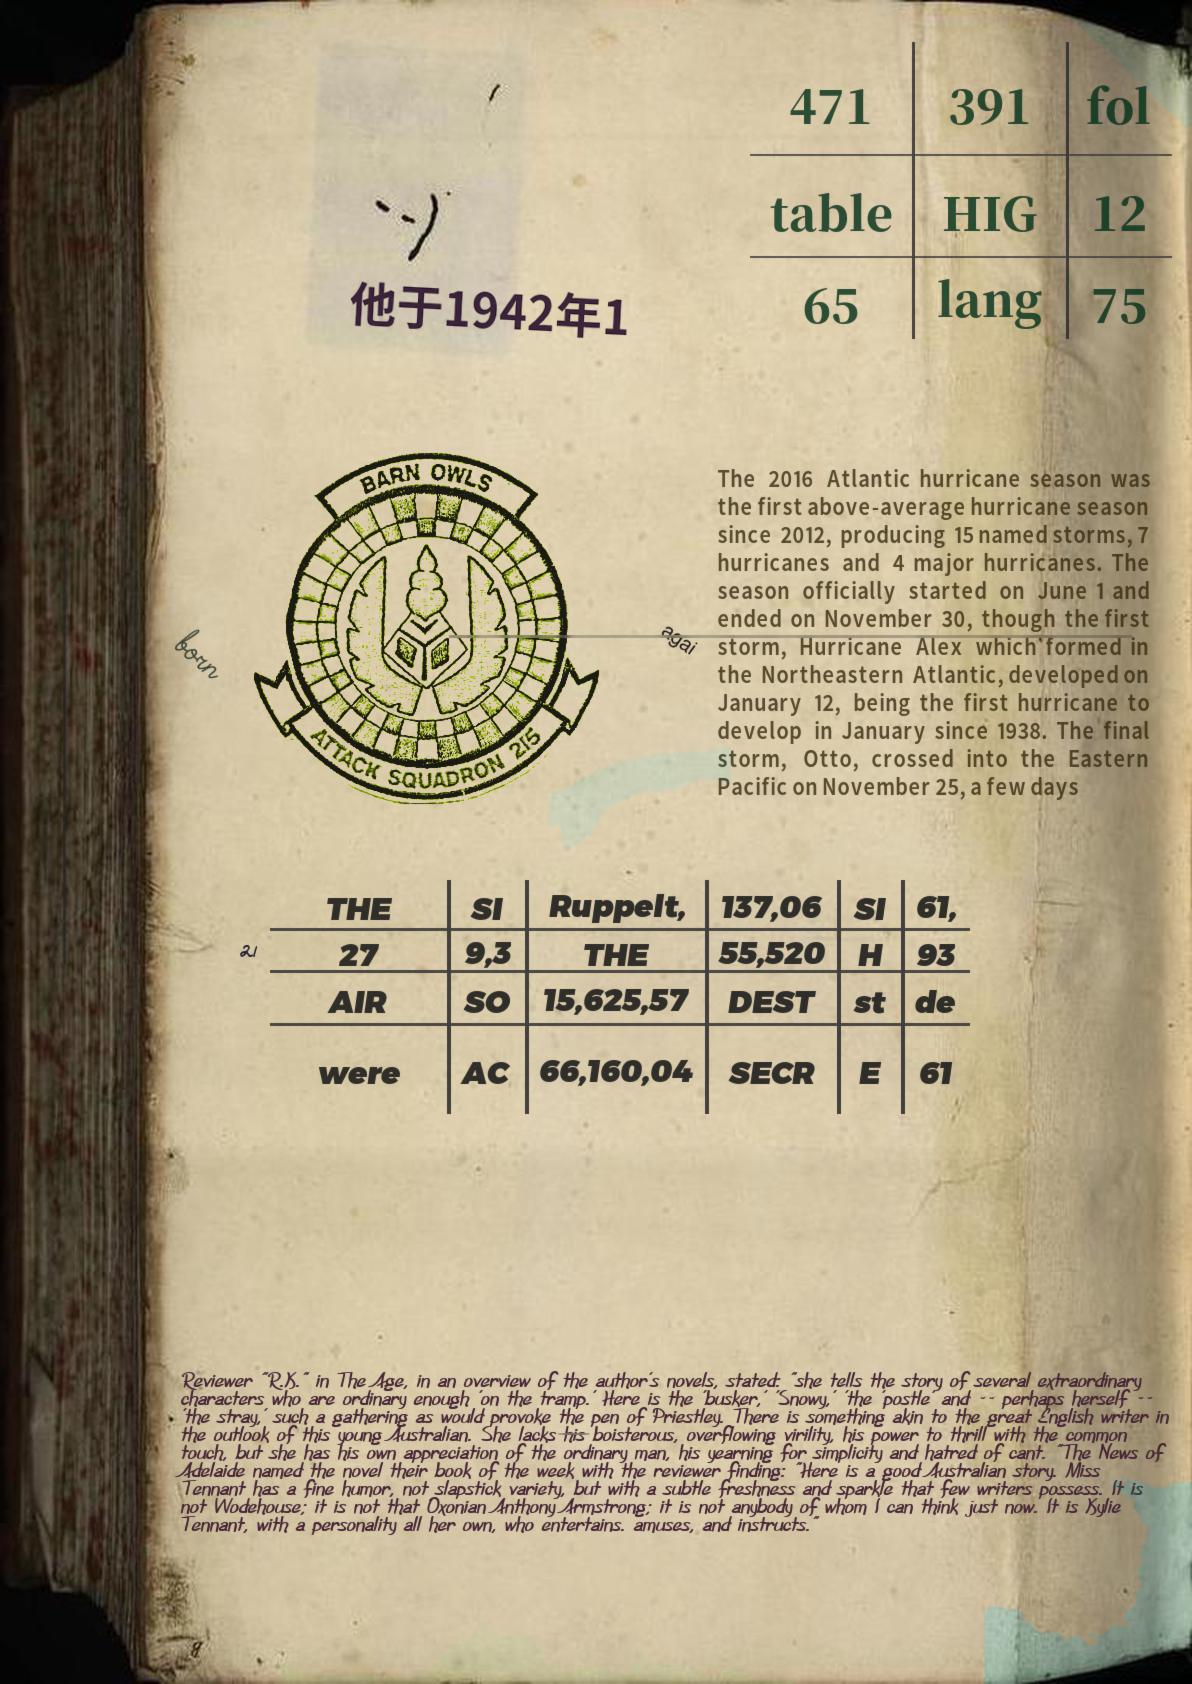 471 391 fol
table HIG 12
65 lang 75
他于1942年1
BARN OWLS
ATTACK SQUADRON 215
born
agai
The 2016 Atlantic hurricane season was
the first above-average hurricane season
since 2012, producing 15 named storms, 7
hurricanes and 4 major hurricanes. The
season officially started on June 1 and
ended on November 30, though the first
storm, Hurricane Alex which formed in
the Northeastern Atlantic, developed on
January 12, being the first hurricane to
develop in January since 1938. The final
storm, Otto, crossed into the Eastern
Pacific on November 25, a few days
THE SI Ruppelt, 137,06 SI 61,
27 9,3 THE 55,520 H 93
AIR SO 15,625,57 DEST st de
were AC 66,160,04 SECR E 61
21
Reviewer "R.K." in The Age, in an overview of the author's novels, stated: "she tells the story of several extraordinary
characters who are ordinary enough 'on the tramp.' Here is the 'busker,' 'Snowy,' 'the 'postle' and -- perhaps herself --
'the stray,' such a gathering as would provoke the pen of Priestley. There is something akin to the great English writer in
the outlook of this young Australian. She lacks his boisterous, overflowing virility, his power to thrill with the common
touch, but she has his own appreciation of the ordinary man, his yearning for simplicity and hatred of cant. "The News of
Adelaide named the novel their book of the week with the reviewer finding: "Here is a good Australian story. Miss
Tennant has a fine humor, not slapstick variety, but with a subtle freshness and sparkle that few writers possess. It is
not Wodehouse; it is not that Oxonian Anthony Armstrong; it is not anybody of whom I can think just now. It is Kylie
Tennant, with a personality all her own, who entertains. amuses, and instructs."